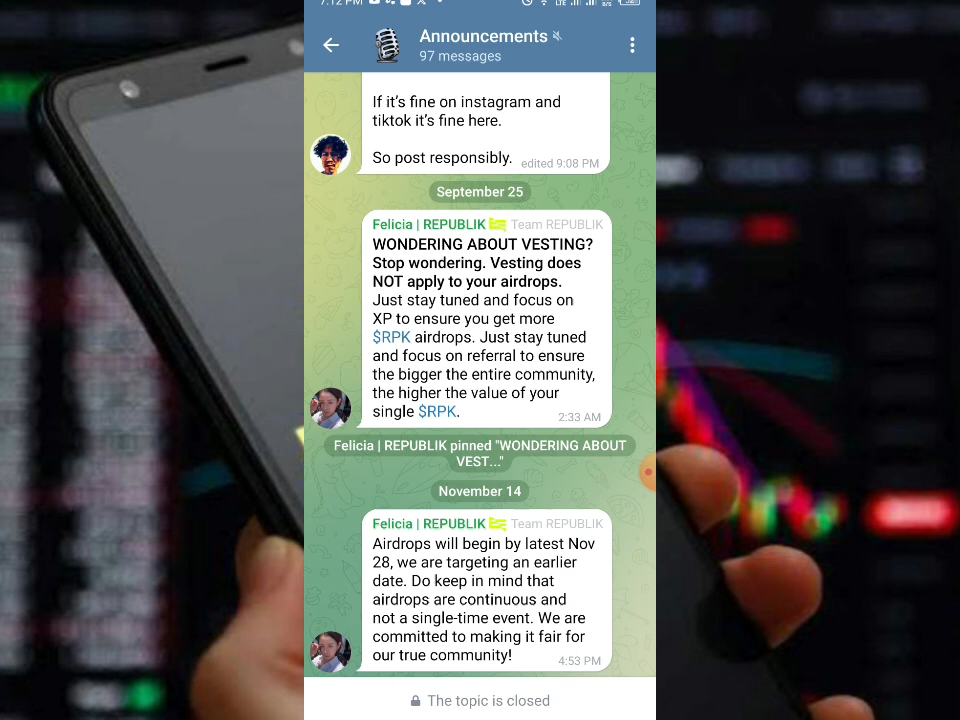 7:12 PM
Announcements
97 messages
If it's fine on instagram and
tiktok it's fine here.
So post responsibly. edited 9:08 PM
September 25
Felicia | REPUBLIK Team REPUBLIK
WONDERING ABOUT VESTING?
Stop wondering. Vesting does
NOT apply to your airdrops.
Just stay tuned and focus on
XP to ensure you get more
$RPK airdrops. Just stay tuned
and focus on referral to ensure
the bigger the entire community,
the higher the value of your
single $RPK. 2:33 AM
Felicia | REPUBLIK pinned "WONDERING ABOUT
VEST..."
November 14
Felicia | REPUBLIK Team REPUBLIK
Airdrops will begin by latest Nov
28, we are targeting an earlier
date. Do keep in mind that
airdrops are continuous and
not a single-time event. We are
committed to making it fair for
our true community! 4:53 PM
The topic is closed